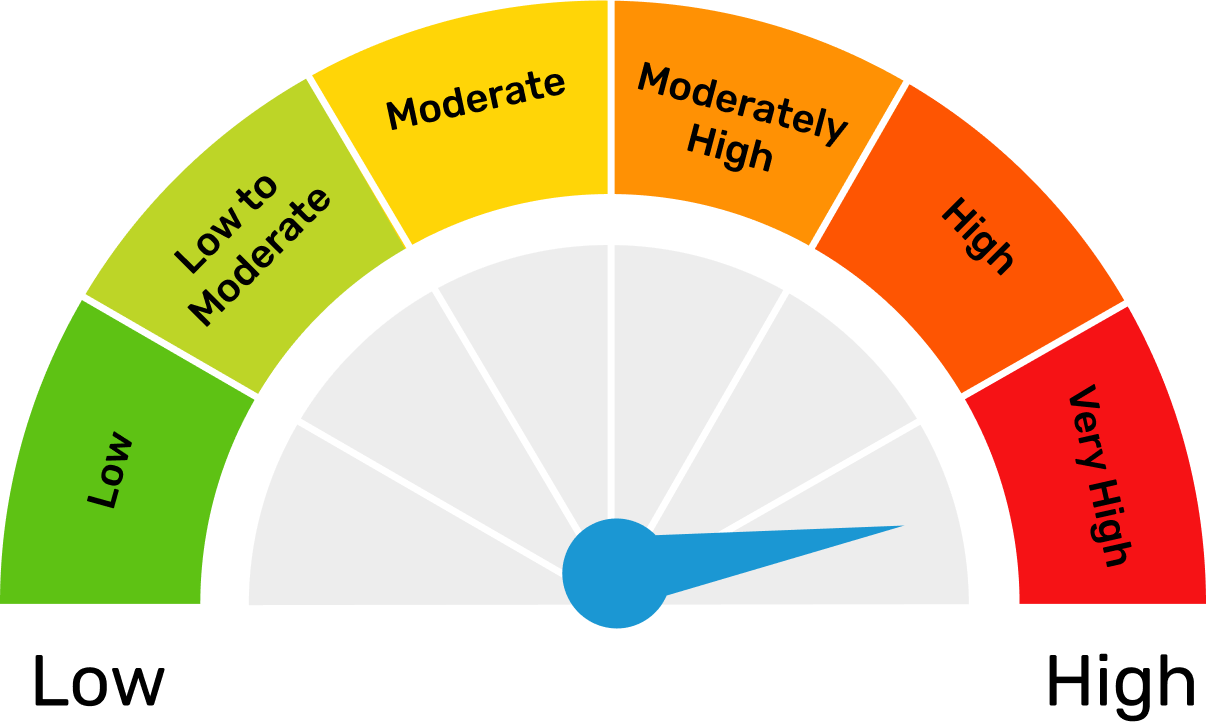 Low
Low to
Moderate
Moderate
Moderately
High
High
Very High
Low
High